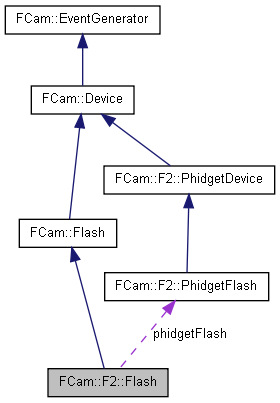 FCam::EventGenerator
FCam::Device
FCam::F2::PhidgetDevice
FCam::Flash
FCam::F2::PhidgetFlash
phidgetFlash
FCam::F2::Flash